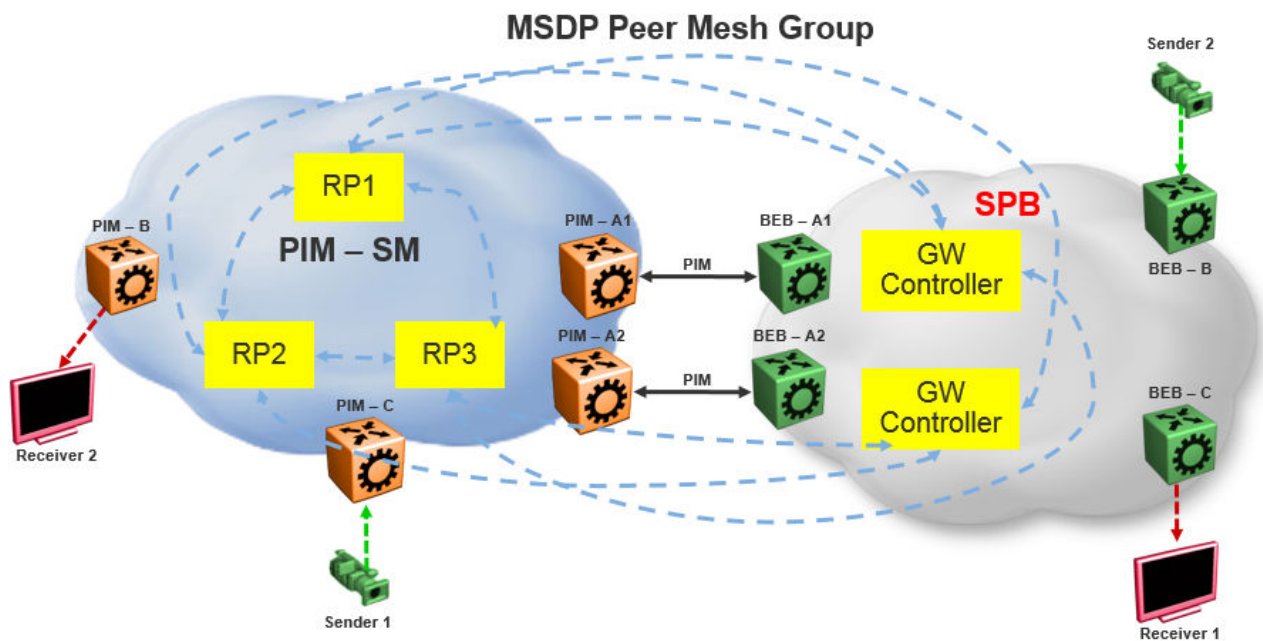 MSDP Peer Mesh Group
Sender 2
RP1
SPB
PIM – B
PIM – A1
BEB – A1
PIM – SM
PIM
GW
Controller
BEB – B
PIM – A2
BEB – A2
RP2
RP3
PIM
GW
Controller
BEB – C
PIM – C
Receiver 2
Sender 1
Receiver 1